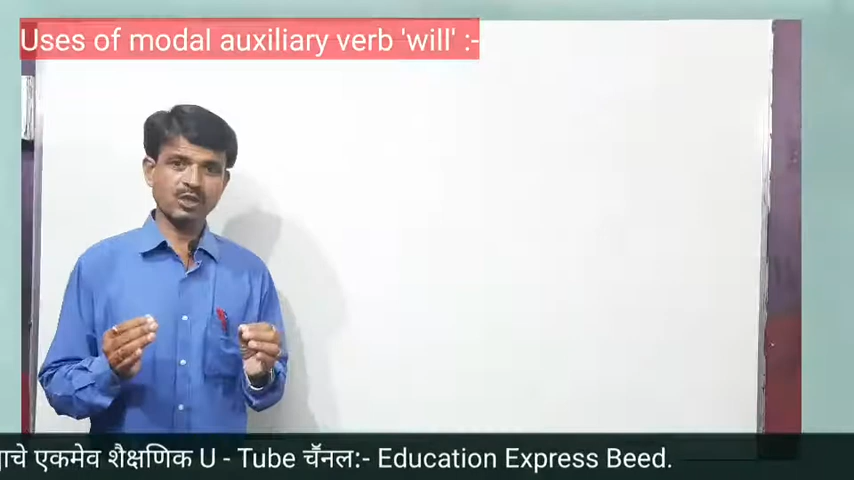 Uses of modal auxiliary verb 'will' :-
एकमेव शैक्षणिक U - Tube चॅनल:- Education Express Beed.